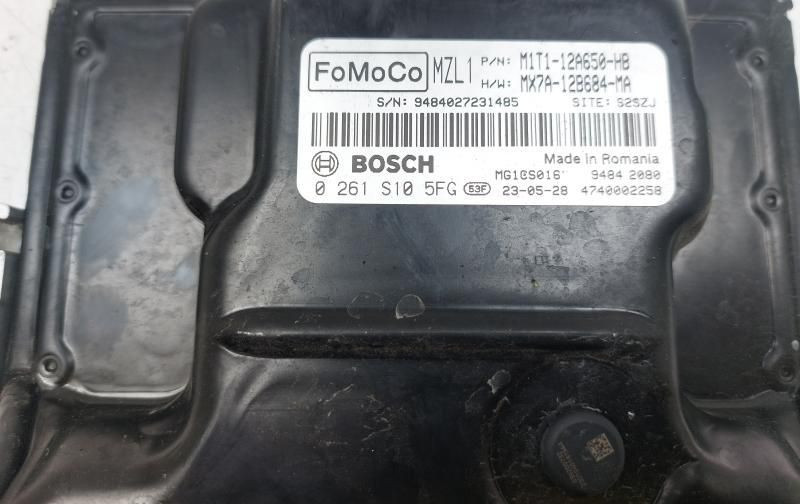 FoMoCo MZL1 P/N: M1T1-12A650-HB
H/W: MX7A-12B684-MA
S/N: 9484027231485 SITE: S2SZJ
BOSCH Made in Romania
MG1CS016 9484 2080
0 261 S10 5FG 53F 23-05-28 4740002258